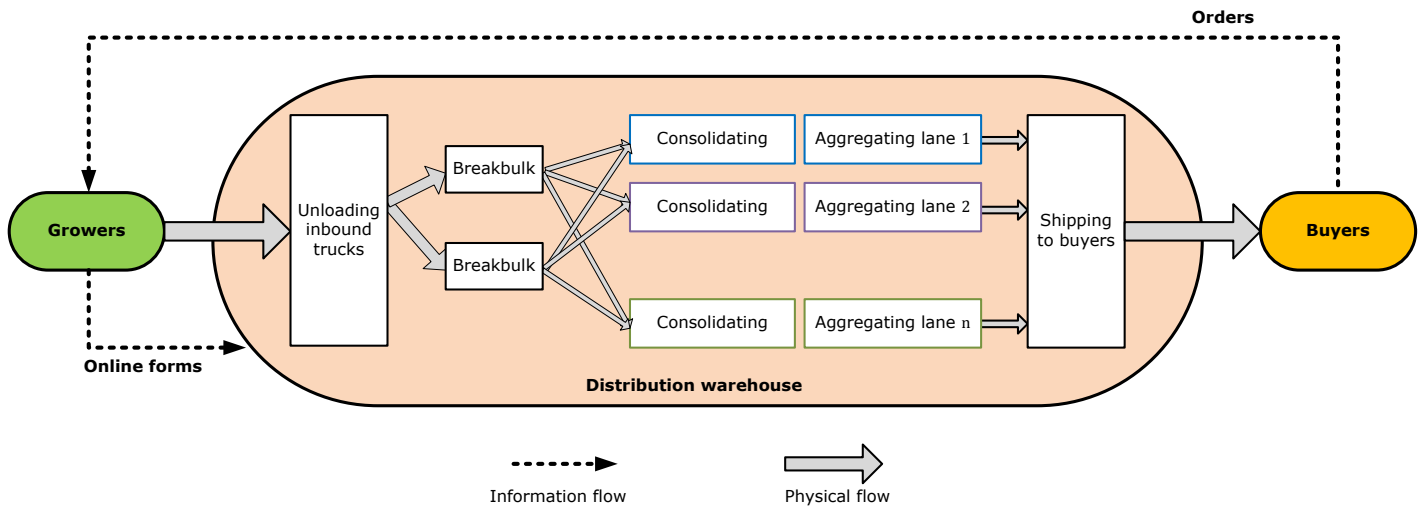 Orders
Growers
Unloading
inbound
trucks
Breakbulk
Breakbulk
Consolidating
Aggregating lane 1
Consolidating
Aggregating lane 2
Consolidating
Aggregating lane n
Shipping
to buyers
Buyers
Online forms
Distribution warehouse
Information flow
Physical flow